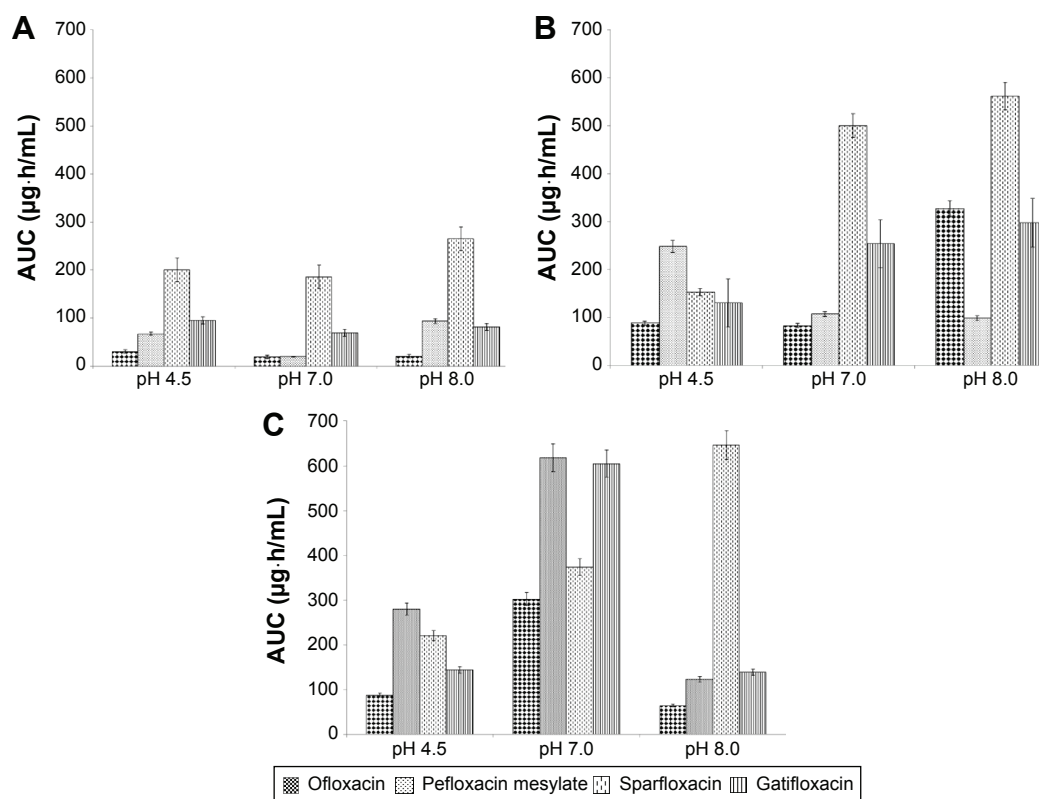 A
AUC (µg·h/mL)
700
600
500
400
300
200
100
0
pH 4.5 pH 7.0 pH 8.0
B
AUC (µg·h/mL)
700
600
500
400
300
200
100
0
pH 4.5 pH 7.0 pH 8.0
C
AUC (µg·h/mL)
700
600
500
400
300
200
100
0
pH 4.5 pH 7.0 pH 8.0
Ofloxacin Pefloxacin mesylate Sparfloxacin Gatifloxacin